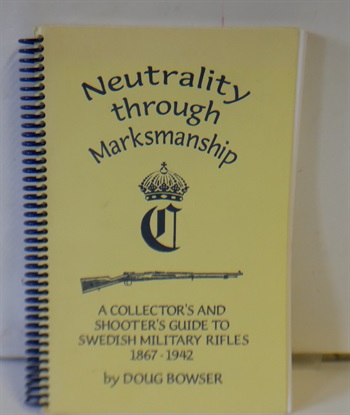 Neutrality
through
Marksmanship
C
A COLLECTOR'S AND
SHOOTER'S GUIDE TO
SWEDISH MILITARY RIFLES
1867 - 1942
by DOUG BOWSER